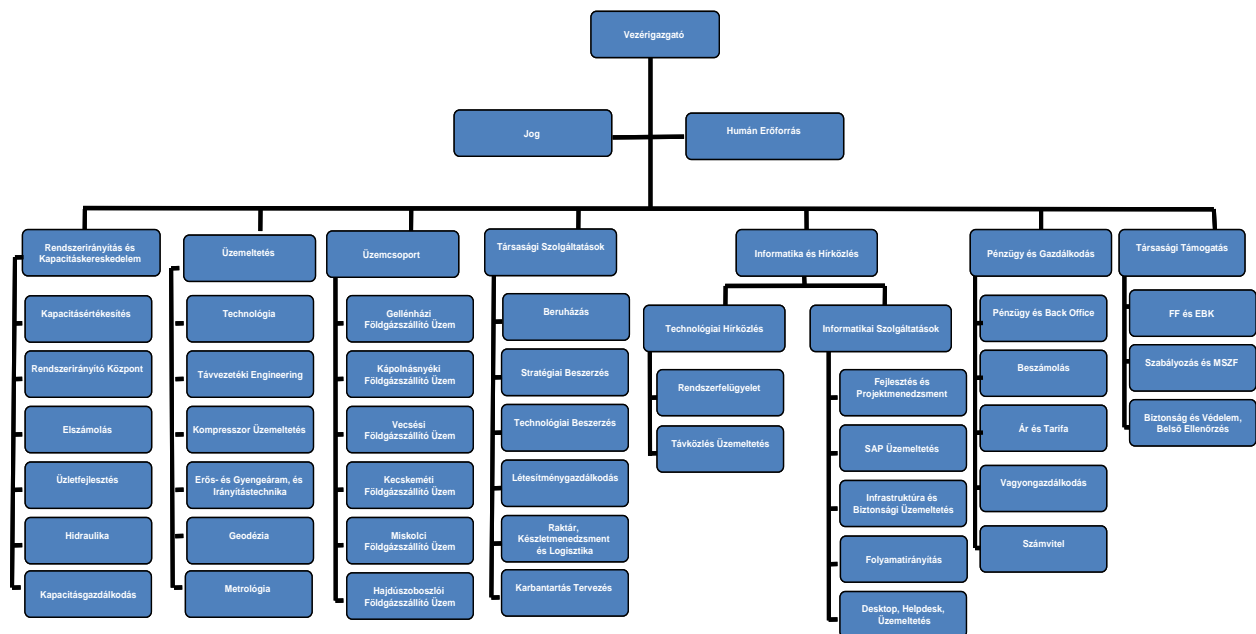 Vezérigazgató
Jog
Humán Erőforrás
Rendszerirányítás és
Kapacitáskereskedelem
Kapacitásértékesítés
Rendszerirányító Központ
Elszámolás
Üzletfejlesztés
Hidraulika
Kapacitásgazdálkodás
Üzemeltetés
Technológia
Távvezetéki Engineering
Kompresszor Üzemeltetés
Erős- és Gyengeáram, és
Irányítástechnika
Geodézia
Metrológia
Üzemcsoport
Gellénházi
Földgázszállító Üzem
Kápolnásnyéki
Földgázszállító Üzem
Vecsési
Földgázszállító Üzem
Kecskeméti
Földgázszállító Üzem
Miskolci
Földgázszállító Üzem
Hajdúszoboszlói
Földgázszállító Üzem
Társasági Szolgáltatások
Beruházás
Stratégiai Beszerzés
Technológiai Beszerzés
Létesítménygazdálkodás
Raktár,
Készletmenedzsment
és Logisztika
Karbantartás Tervezés
Informatika és Hírközlés
Technológiai Hírközlés
Rendszerfelügyelet
Távközlés Üzemeltetés
Informatikai Szolgáltatások
Fejlesztés és
Projektmenedzsment
SAP Üzemeltetés
Infrastruktúra és
Biztonsági Üzemeltetés
Folyamatirányítás
Desktop, Helpdesk,
Üzemeltetés
Pénzügy és Gazdálkodás
Pénzügy és Back Office
Beszámolás
Ár és Tarifa
Vagyongazdálkodás
Számvitel
Társasági Támogatás
FF és EBK
Szabályozás és MSZF
Biztonság és Védelem,
Belső Ellenőrzés